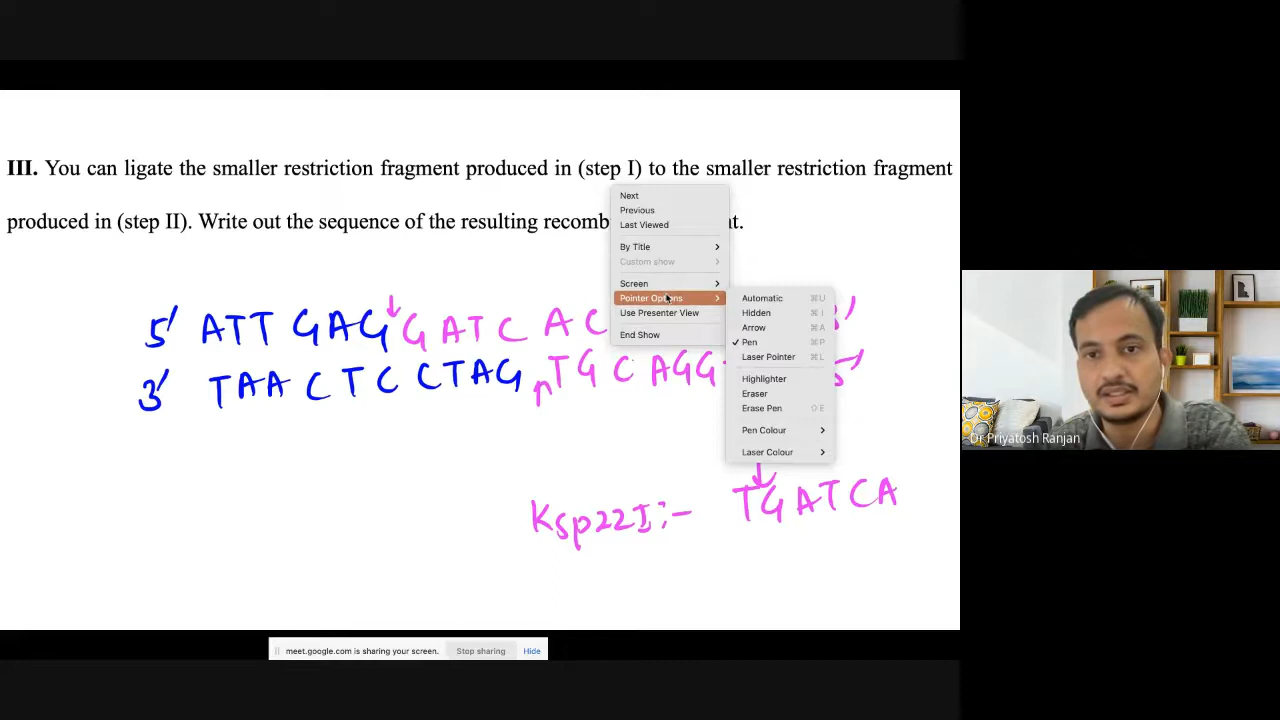 III. You can ligate the smaller restriction fragment produced in (step I) to the smaller restriction fragment
produced in (step II). Write out the sequence of the resulting
Next
Previous
Last Viewed
By Title
Custom show
Screen
Pointer Options
Use Presenter View
End Show
Automatic ⌘U
Hidden ⌘I
Arrow ⌘A
✓ Pen ⌘P
Laser Pointer ⌘L
Highlighter
Eraser
Erase Pen ⇧E
Pen Colour
Laser Colour
5' ATT GAG GATC AC 3'
3' TAA CTC CTAG TGC AGG 5'
Ksp22I:- TGATCA
Dr Priyatosh Ranjan
meet.google.com is sharing your screen. Stop sharing Hide